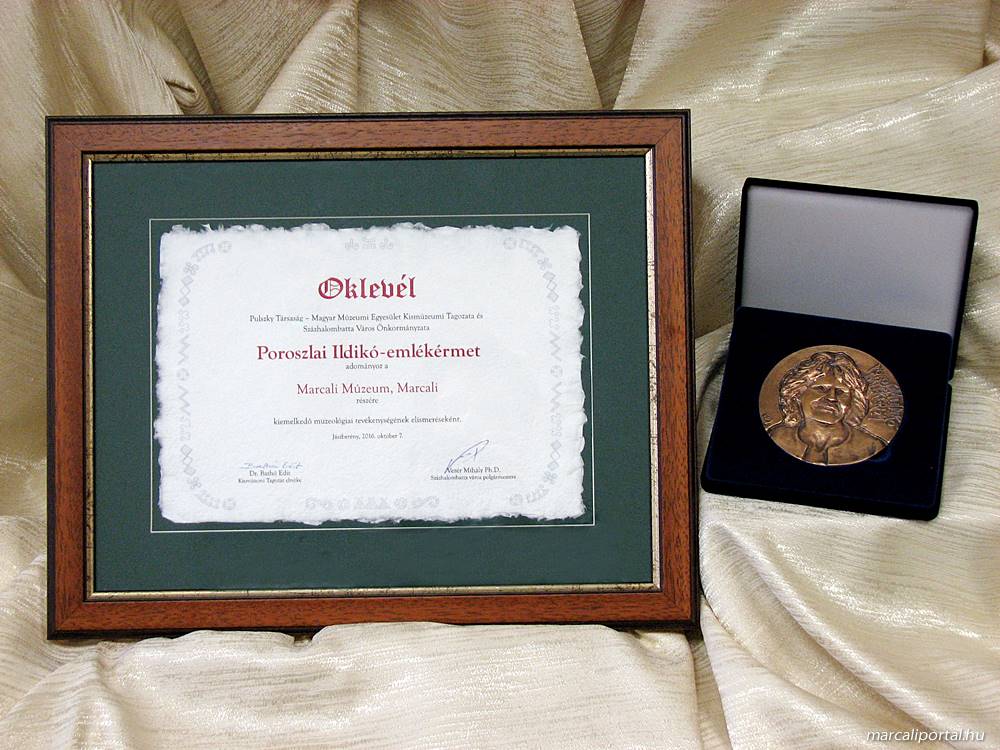 Oklevél
Pulszky Társaság – Magyar Múzeumi Egyesület Kismúzeumi Tagozata és
Százhalombatta Város Önkormányzata
Poroszlai Ildikó-emlékérmet
adományoz a
Marcali Múzeum, Marcali
részére
kiemelkedő muzeológiai tevékenységének elismeréseként.
Jászberény, 2016. október 7.
Dr. Bathó Edit
Kismúzeumi Tagozat elnöke
Vezér Mihály Ph.D.
Százhalombatta város polgármestere
marcaliportal.hu